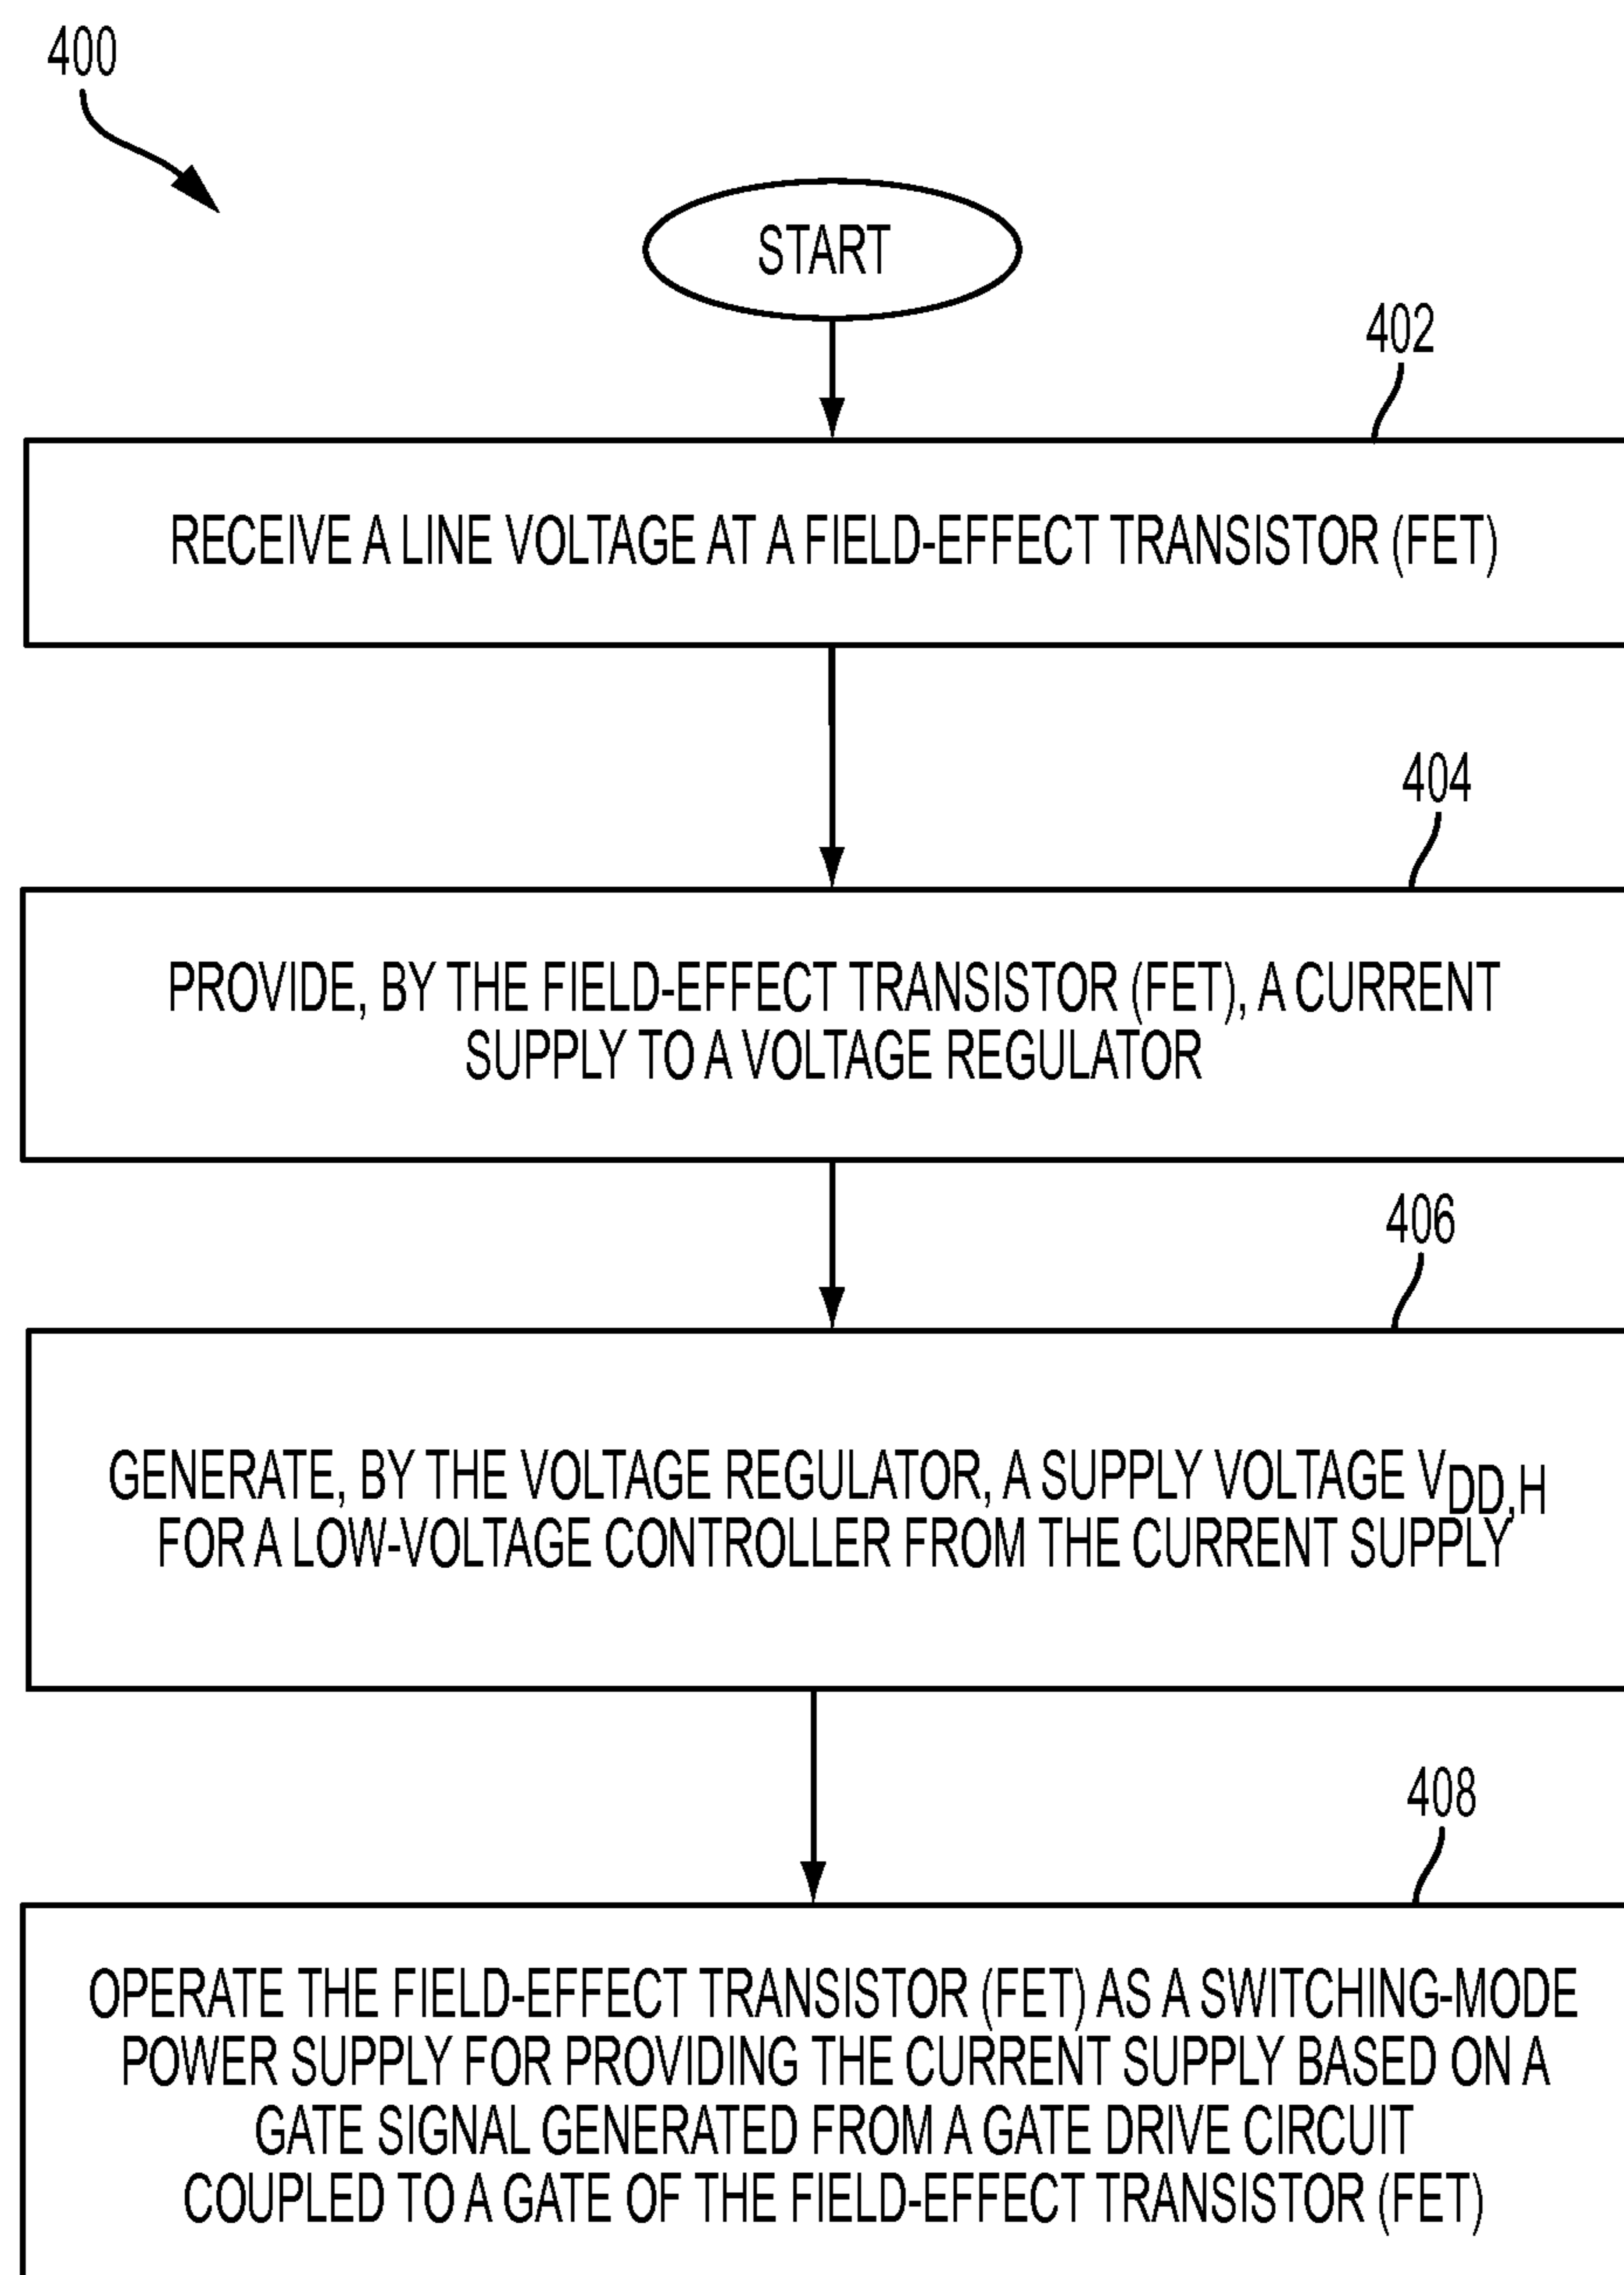 400
START
402
RECEIVE A LINE VOLTAGE AT A FIELD-EFFECT TRANSISTOR (FET)
404
PROVIDE, BY THE FIELD-EFFECT TRANSISTOR (FET), A CURRENT
SUPPLY TO A VOLTAGE REGULATOR
406
GENERATE, BY THE VOLTAGE REGULATOR, A SUPPLY VOLTAGE VDD,H
FOR A LOW-VOLTAGE CONTROLLER FROM THE CURRENT SUPPLY
408
OPERATE THE FIELD-EFFECT TRANSISTOR (FET) AS A SWITCHING-MODE
POWER SUPPLY FOR PROVIDING THE CURRENT SUPPLY BASED ON A
GATE SIGNAL GENERATED FROM A GATE DRIVE CIRCUIT
COUPLED TO A GATE OF THE FIELD-EFFECT TRANSISTOR (FET)